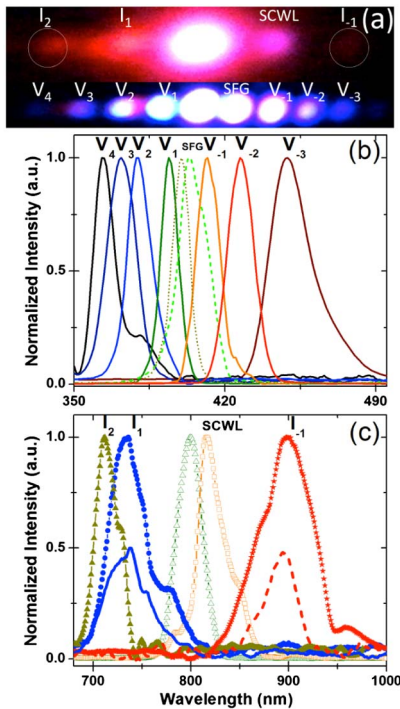 I2 I1 SCWL I-1 (a)
V4 V3 V2 V1 SFG V-1 V-2 V-3
V4 V3 V2 V1 SFG V-1 V-2 V-3
(b)
Normalized Intensity (a.u.)
1.0
0.5
0.0
350 420 490
I2 I1 SCWL I-1 (c)
Normalized Intensity (a.u.)
1.0
0.5
0.0
700 800 900 1000
Wavelength (nm)